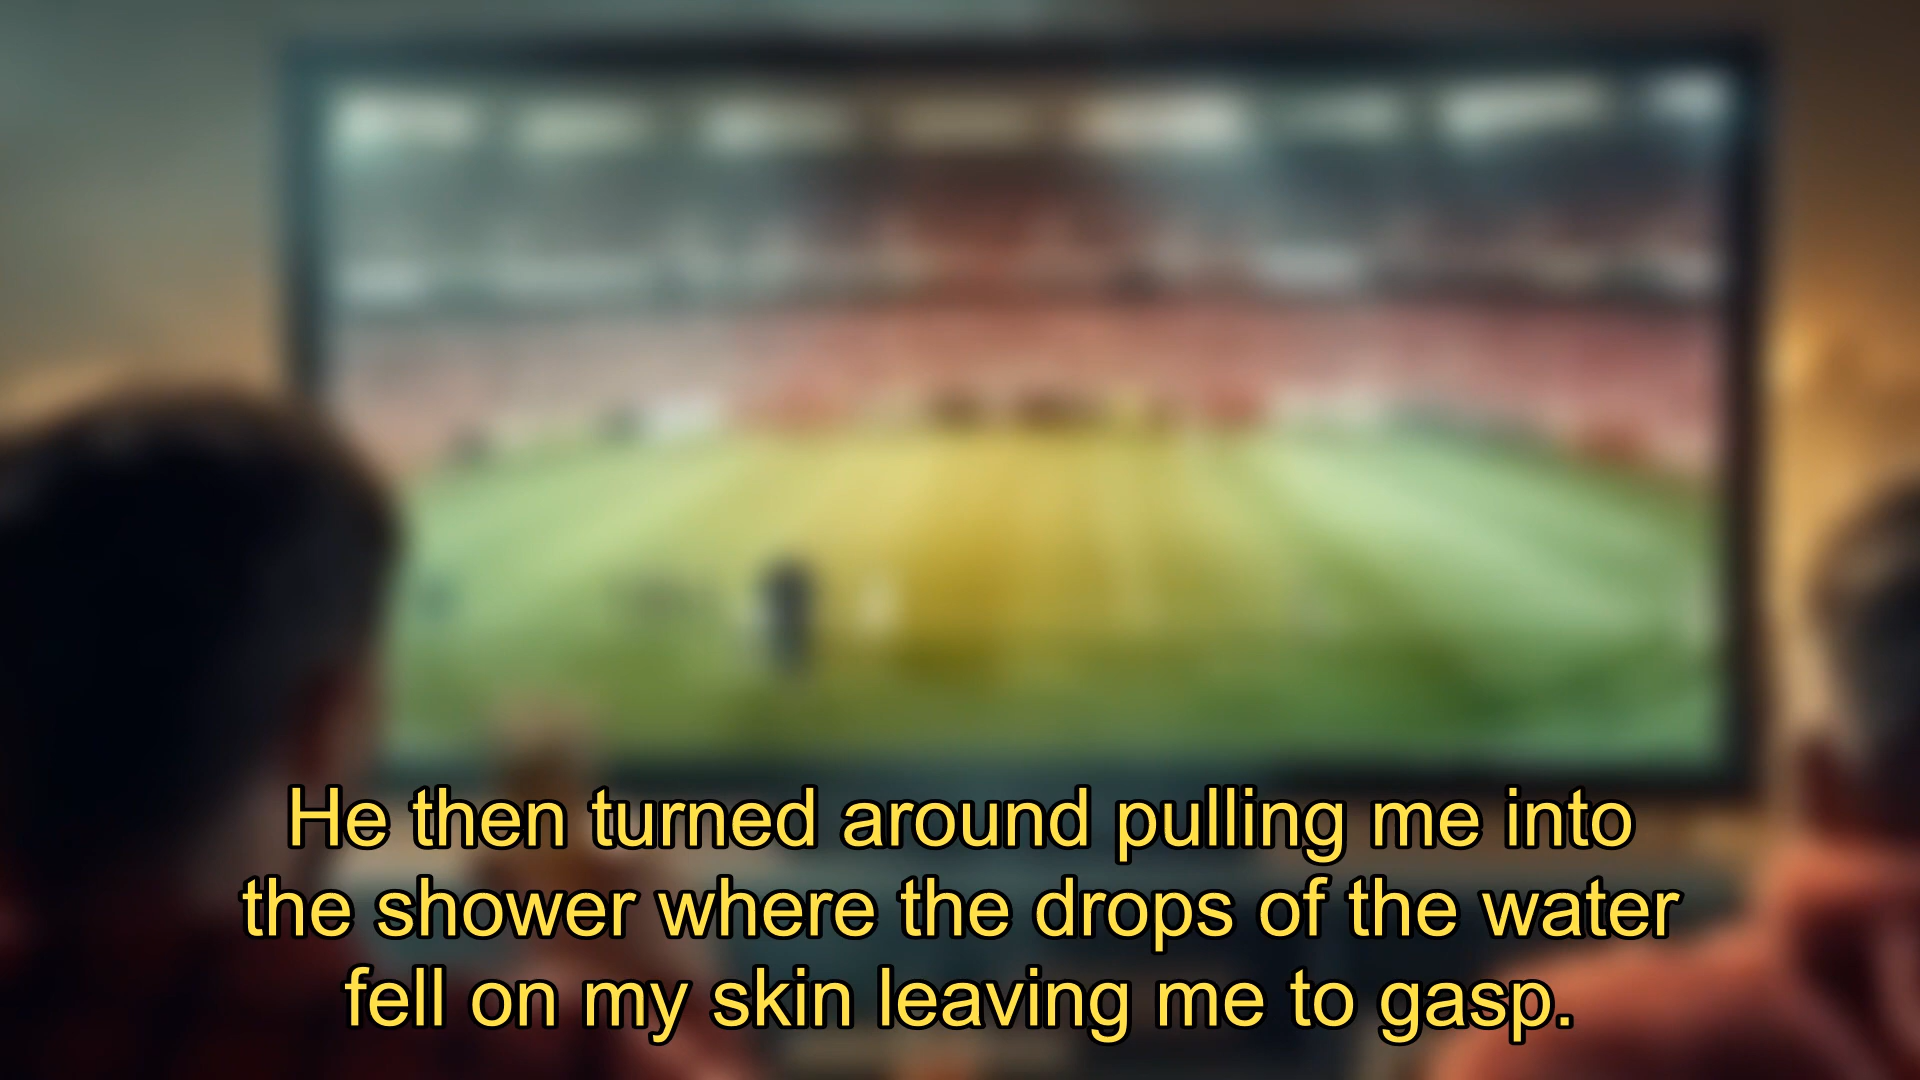 He then turned around pulling me into
the shower where the drops of the water
fell on my skin leaving me to gasp.